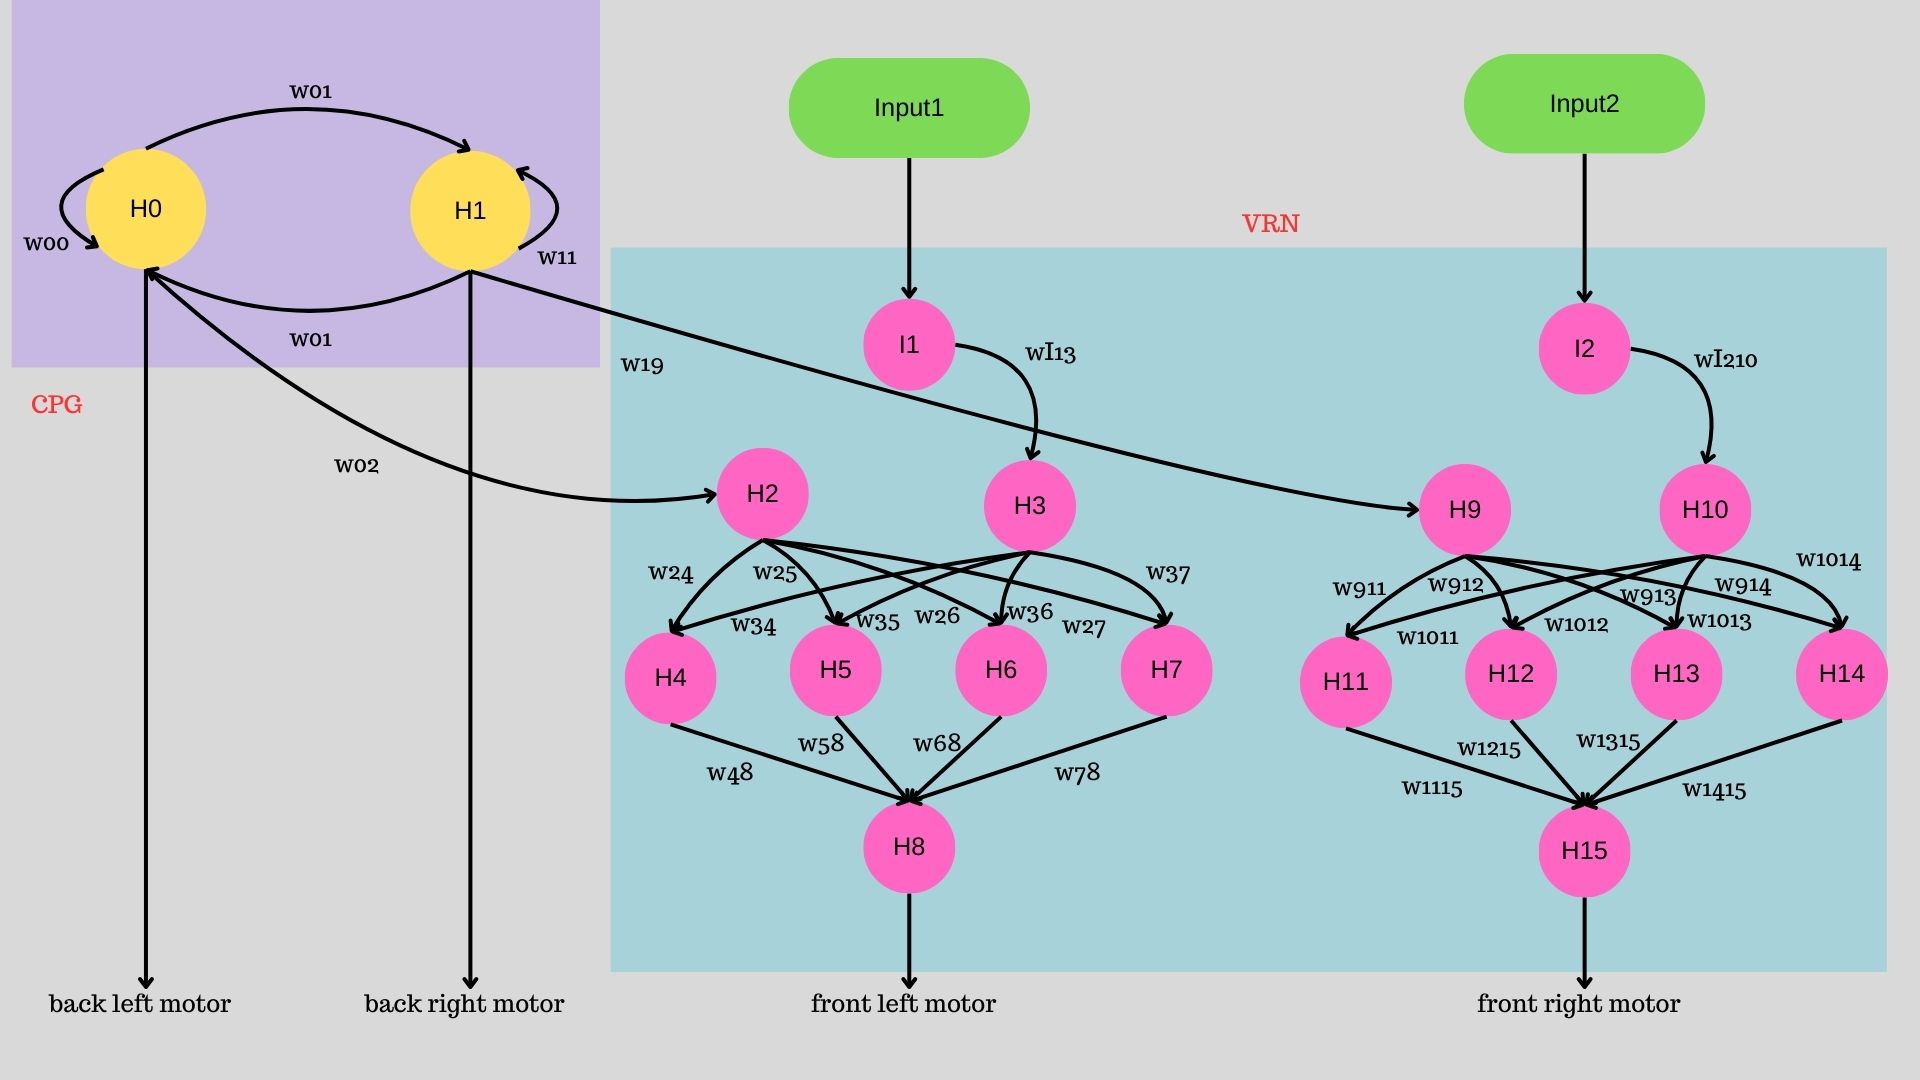 Input1
Input2
w01
H0
H1
w00
w11
w01
VRN
CPG
w19
I1
wI13
I2
wI210
w02
H2
H3
H9
H10
w24
w25
w37
w34
w35
w26
w36
w27
w911
w912
w913
w914
w1014
w1011
w1012
w1013
H4
H5
H6
H7
H11
H12
H13
H14
w48
w58
w68
w78
w1115
w1215
w1315
w1415
H8
H15
back left motor
back right motor
front left motor
front right motor